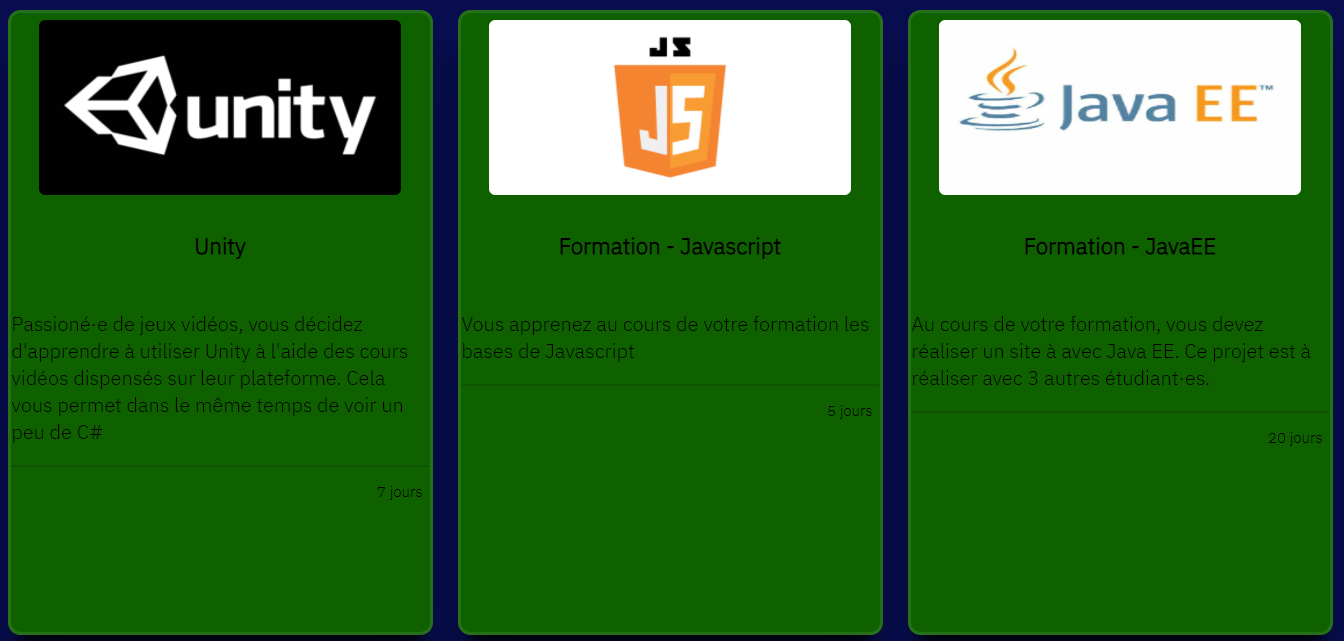 unity
Unity
Passioné·e de jeux vidéos, vous décidez
d'apprendre à utiliser Unity à l'aide des cours
vidéos dispensés sur leur plateforme. Cela
vous permet dans le même temps de voir un
peu de C#
7 jours
JS
JS
Formation - Javascript
Vous apprenez au cours de votre formation les
bases de Javascript
5 jours
Java EE™
Formation - JavaEE
Au cours de votre formation, vous devez
réaliser un site à avec Java EE. Ce projet est à
réaliser avec 3 autres étudiant·es.
20 jours